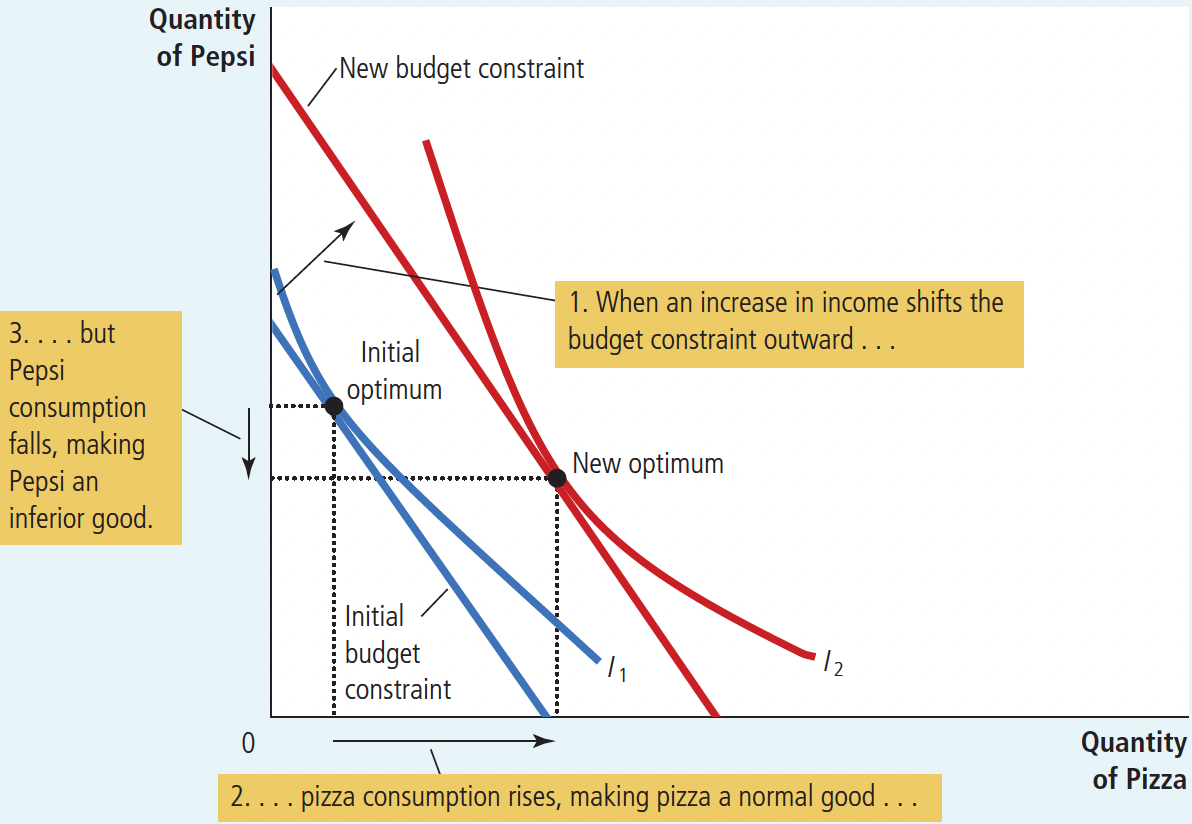 Quantity
of Pepsi
New budget constraint
1. When an increase in income shifts the
budget constraint outward . . .
3. . . . but
Pepsi
consumption
falls, making
Pepsi an
inferior good.
Initial
optimum
New optimum
Initial
budget
constraint
I1
I2
0
Quantity
of Pizza
2. . . . pizza consumption rises, making pizza a normal good . . .